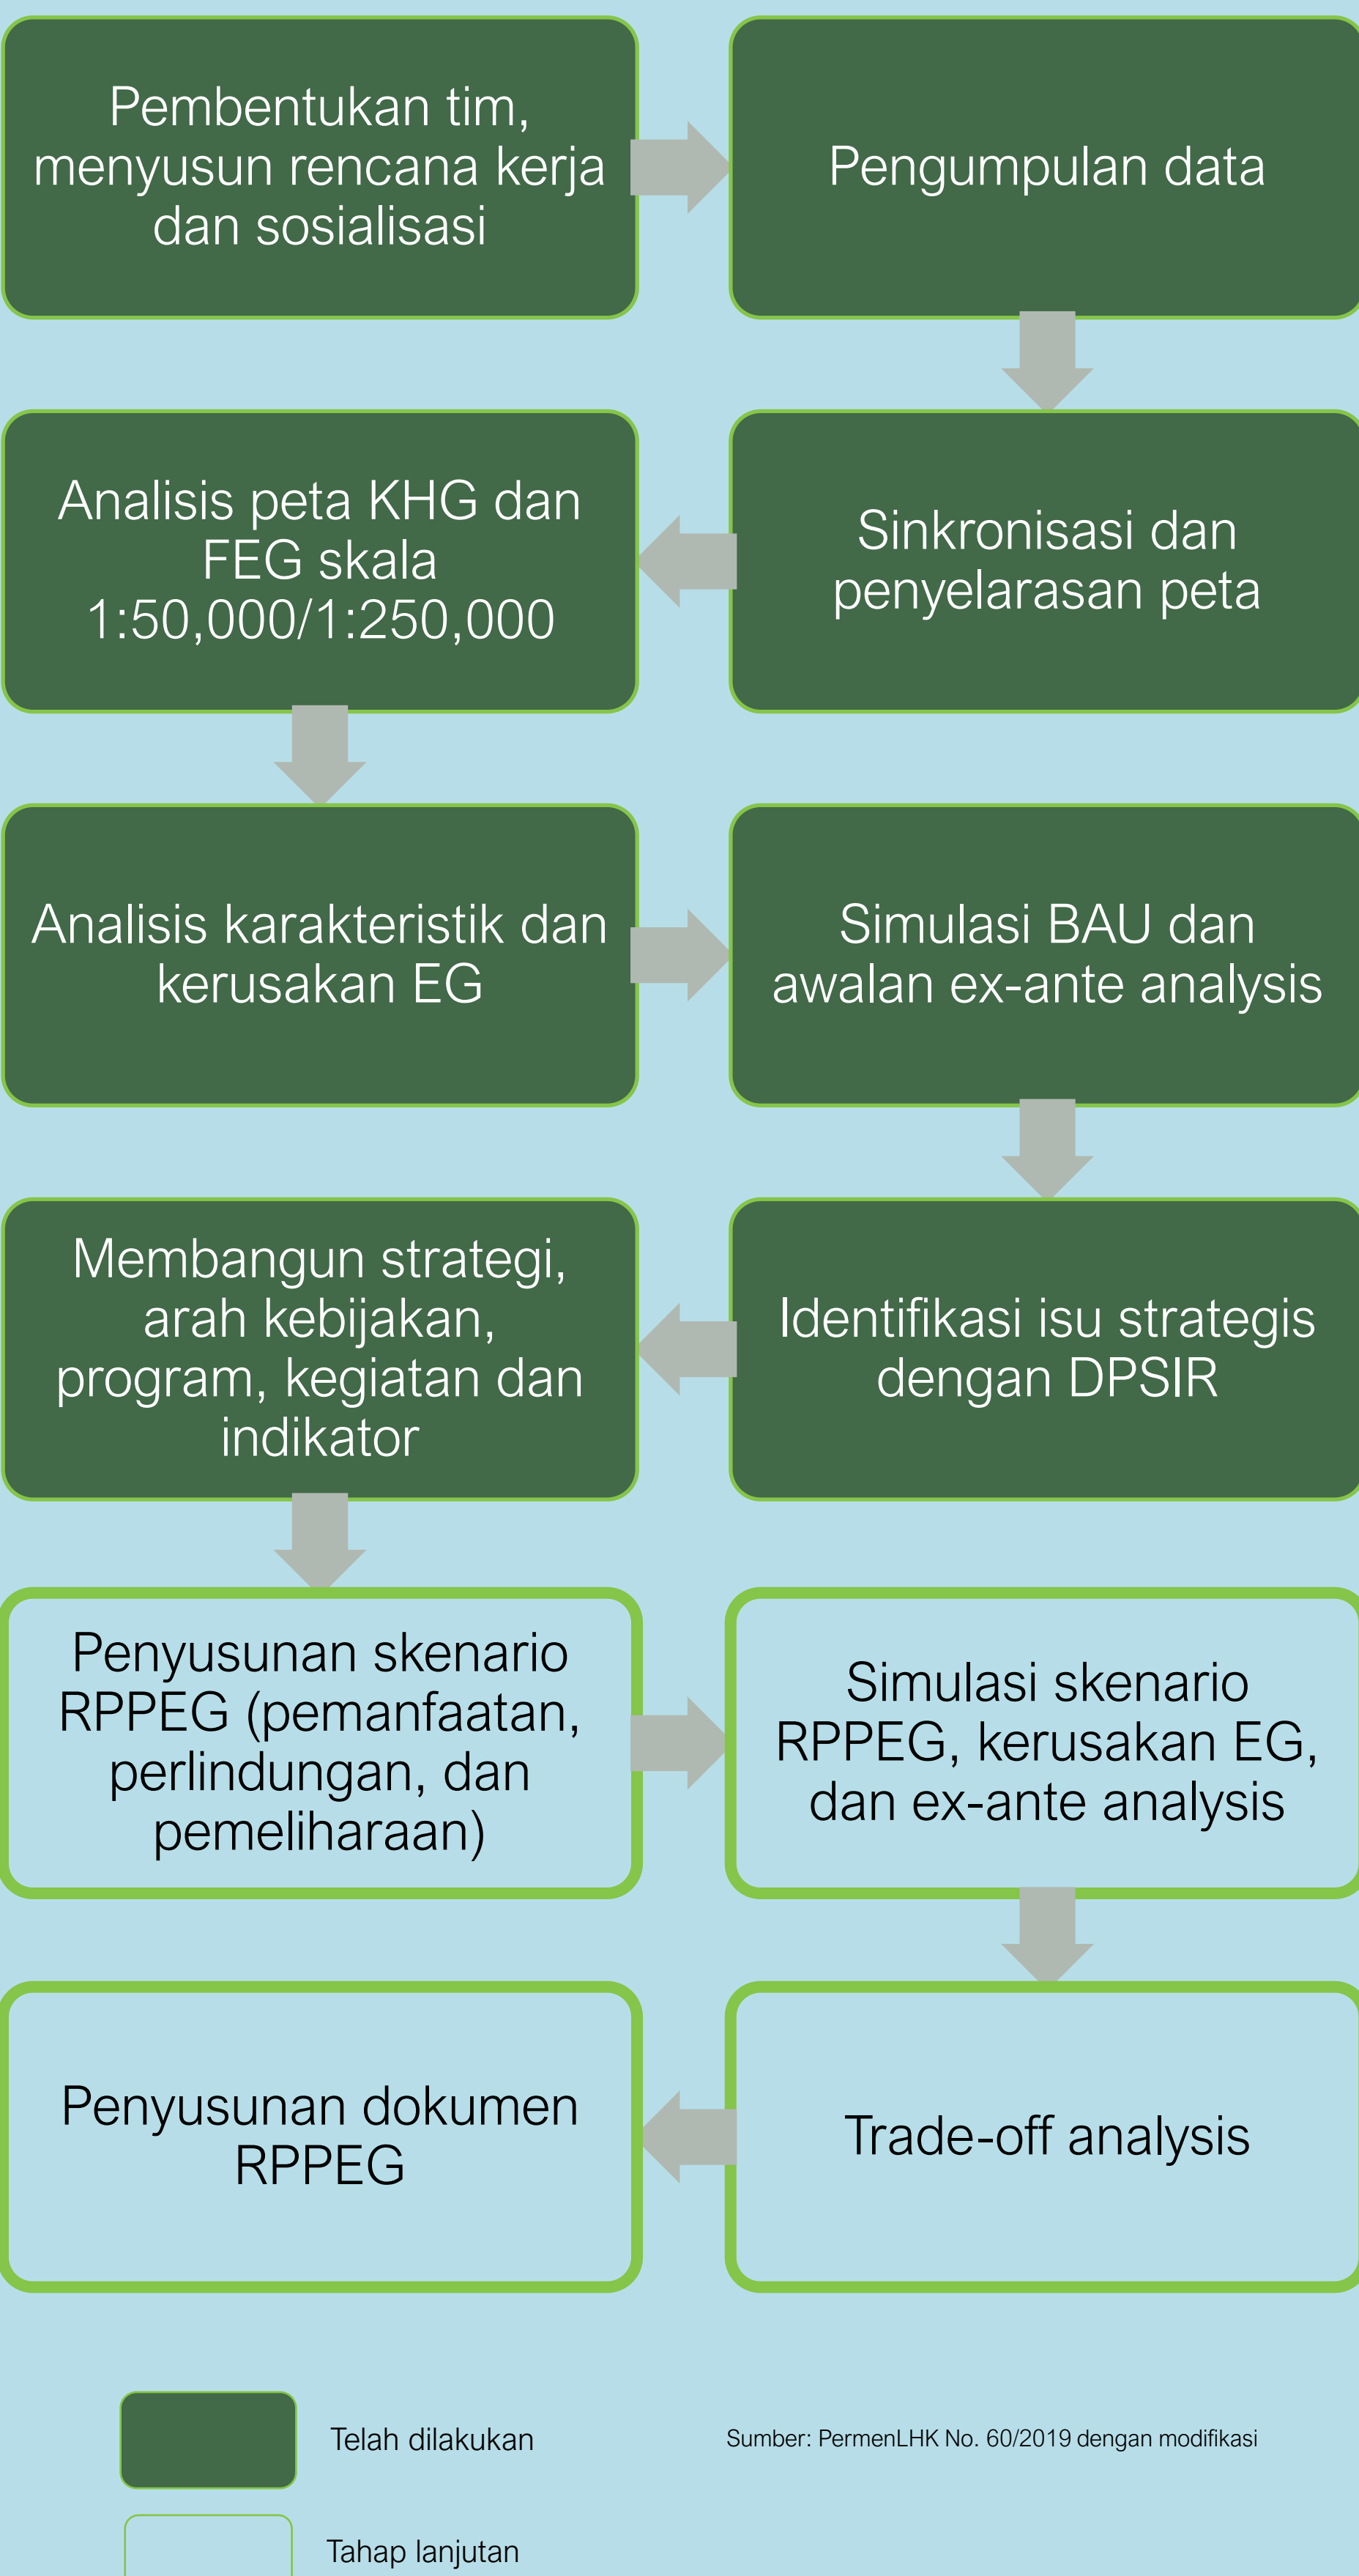 Pembentukan tim,
menyusun rencana kerja
dan sosialisasi
Pengumpulan data
Sinkronisasi dan
penyelarasan peta
Analisis peta KHG dan
FEG skala
1:50,000/1:250,000
Analisis karakteristik dan
kerusakan EG
Simulasi BAU dan
awalan ex-ante analysis
Identifikasi isu strategis
dengan DPSIR
Membangun strategi,
arah kebijakan,
program, kegiatan dan
indikator
Penyusunan skenario
RPPEG (pemanfaatan,
perlindungan, dan
pemeliharaan)
Simulasi skenario
RPPEG, kerusakan EG,
dan ex-ante analysis
Trade-off analysis
Penyusunan dokumen
RPPEG
Telah dilakukan
Sumber: PermenLHK No. 60/2019 dengan modifikasi
Tahap lanjutan